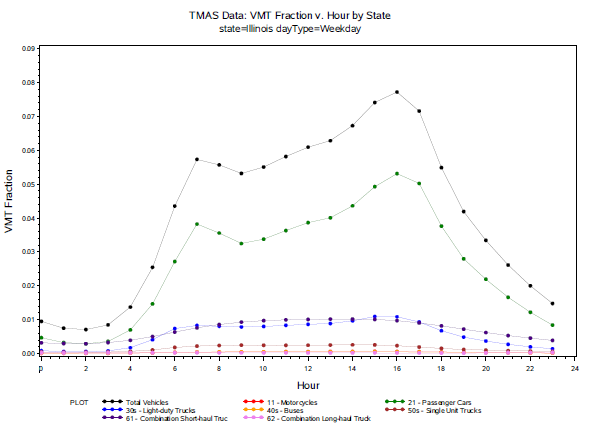 TMAS Data: VMT Fraction v. Hour by State
state=Illinois dayType=Weekday
0.09
0.08
0.07
0.06
0.05
0.04
0.03
0.02
0.01
0.00
VMT Fraction
0 2 4 6 8 10 12 14 16 18 20 22 24
Hour
PLOT Total Vehicles 11 - Motorcycles 21 - Passenger Cars
30s - Light-duty Trucks 40s - Buses 50s - Single Unit Trucks
61 - Combination Short-haul Truc 62 - Combination Long-haul Truck